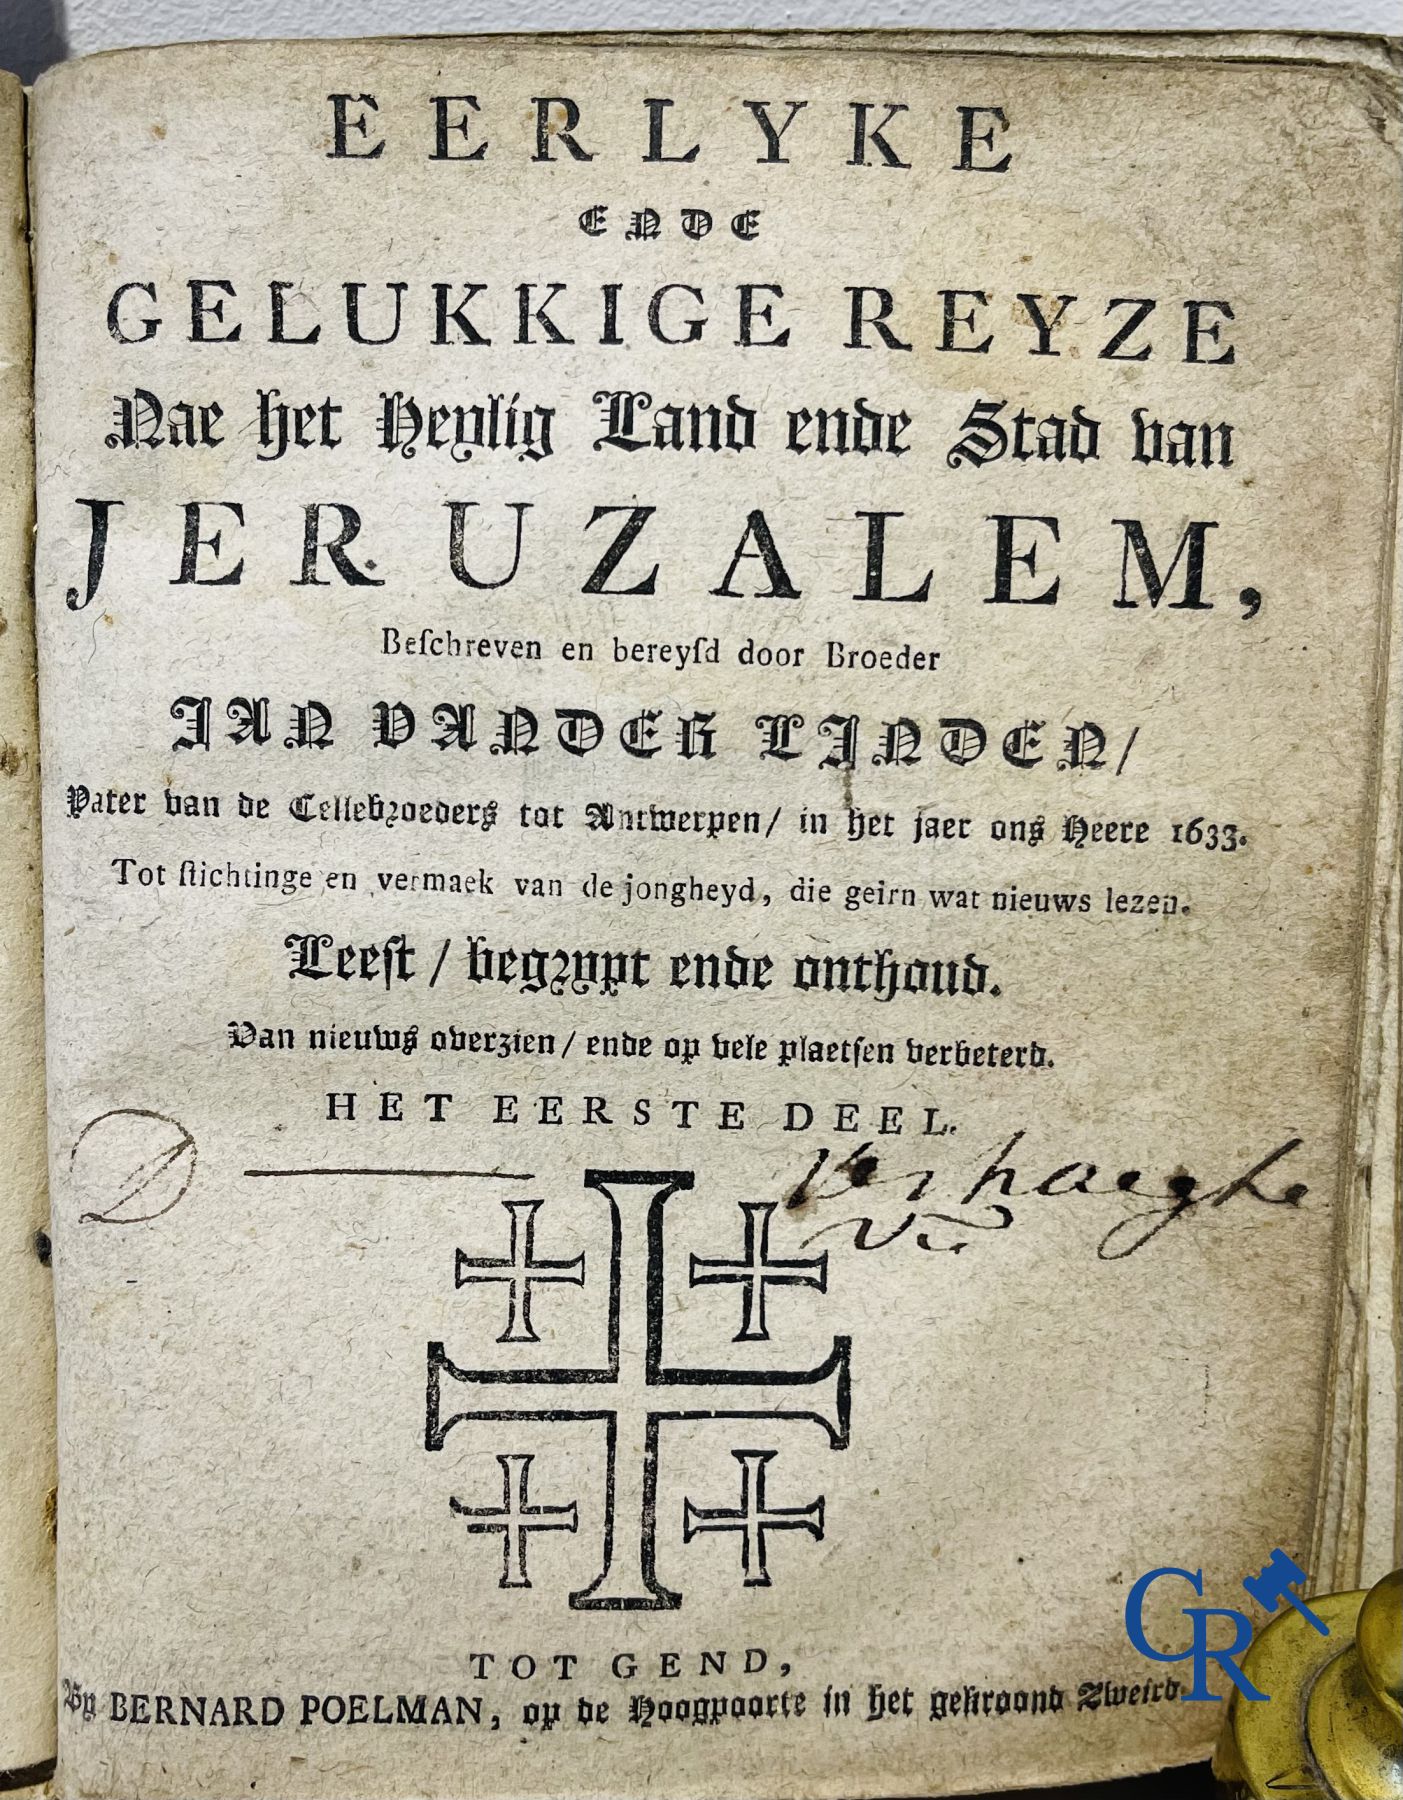 EERLYKE
ENDE
GELUKKIGE REYZE
Nae het Heylig Land ende Stad van
JERUZALEM,
Beſchreven en bereyſd door Broeder
JAN VANDER LINDEN/
Pater van de Cellebroeders tot Antwerpen/ in het jaer ons Heere 1633.
Tot ſtichtinge en vermaek van de jongheyd, die geirn wat nieuws lezen.
Leeſt / begrypt ende onthoud.
Van nieuws overzien / ende op vele plaetſen verbeterd.
HET EERSTE DEEL.
D
Verhaeghe
TOT GEND,
By BERNARD POELMAN, op de Hoogpoorte in het gekroond Zweird.
GR